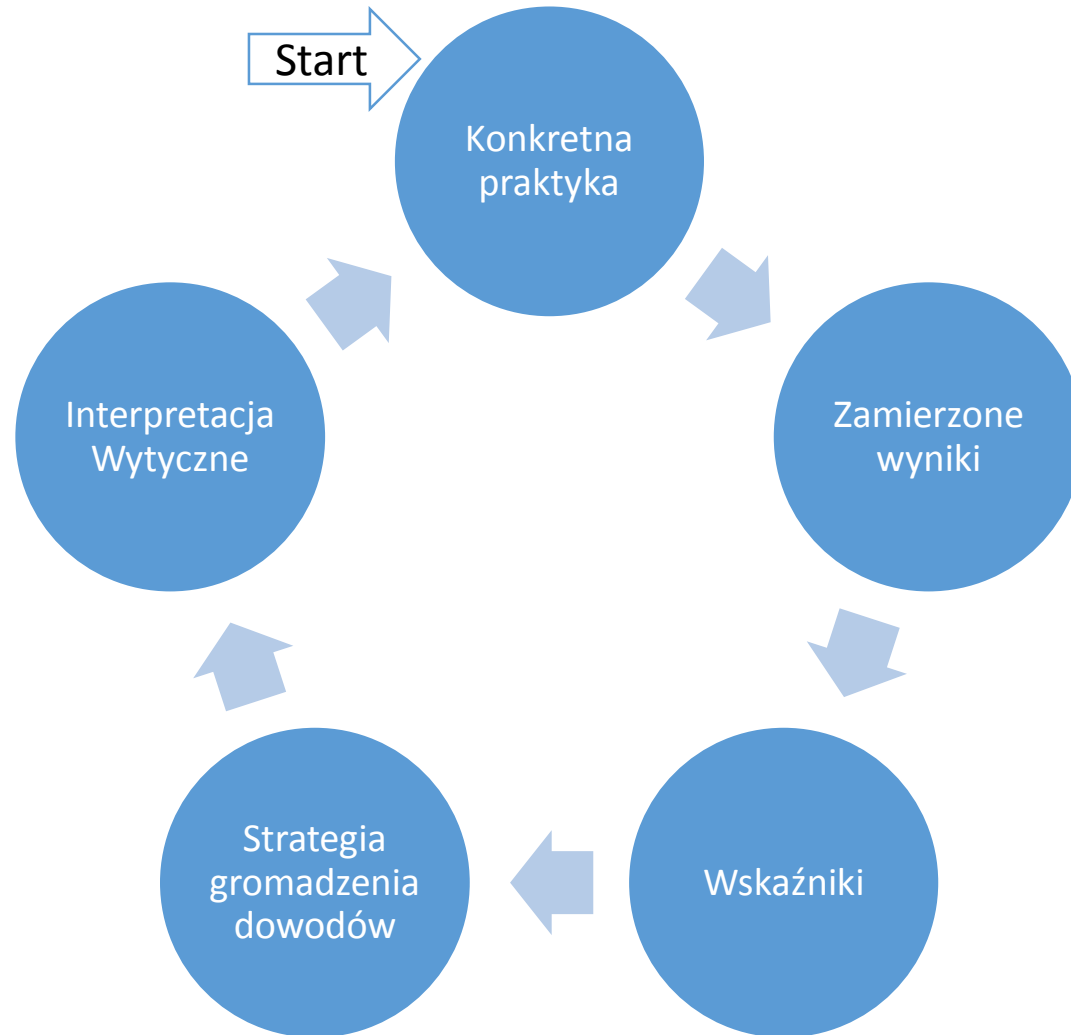 Start
Konkretna
praktyka
Zamierzone
wyniki
Wskaźniki
Strategia
gromadzenia
dowodów
Interpretacja
Wytyczne